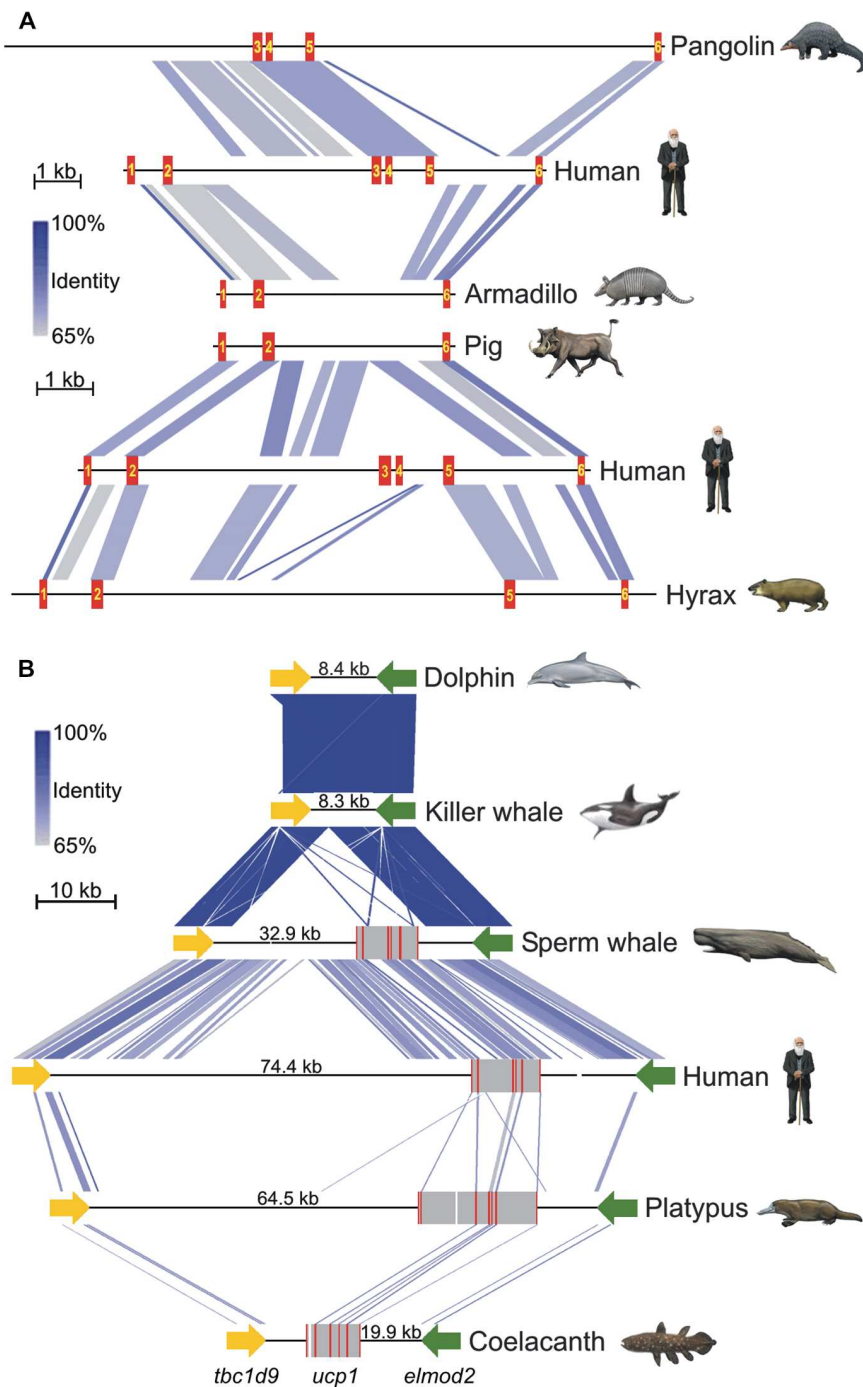 A
3 4 5 6 Pangolin
1 2 3 4 5 6 Human
1 kb
100%
Identity
65%
1 2 6 Armadillo
1 2 6 Pig
1 kb
1 2 3 4 5 6 Human
1 2 5 6 Hyrax
B
8.4 kb Dolphin
100%
Identity
65%
8.3 kb Killer whale
10 kb
32.9 kb Sperm whale
74.4 kb Human
64.5 kb Platypus
19.9 kb Coelacanth
tbc1d9 ucp1 elmod2